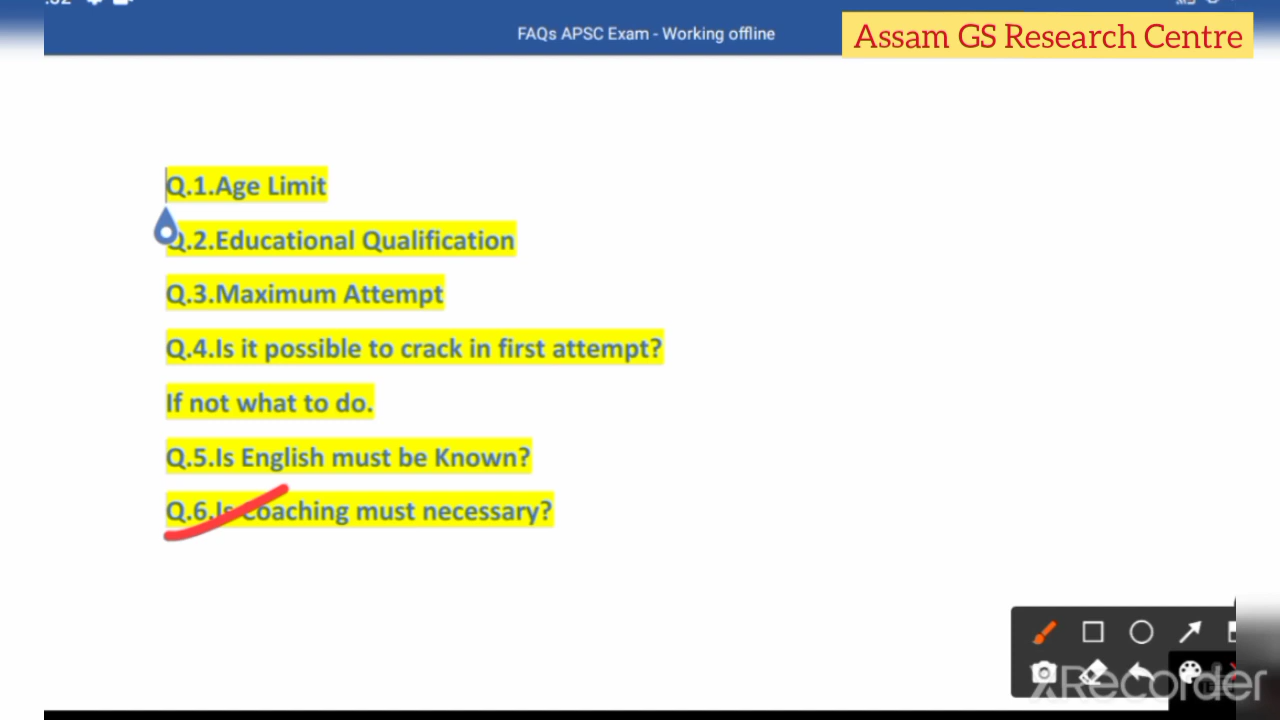 FAQs APSC Exam - Working offline
Assam GS Research Centre
Q.1.Age Limit
Q.2.Educational Qualification
Q.3.Maximum Attempt
Q.4.Is it possible to crack in first attempt?
If not what to do.
Q.5.Is English must be Known?
Q.6.Is Coaching must necessary?
XRecorder